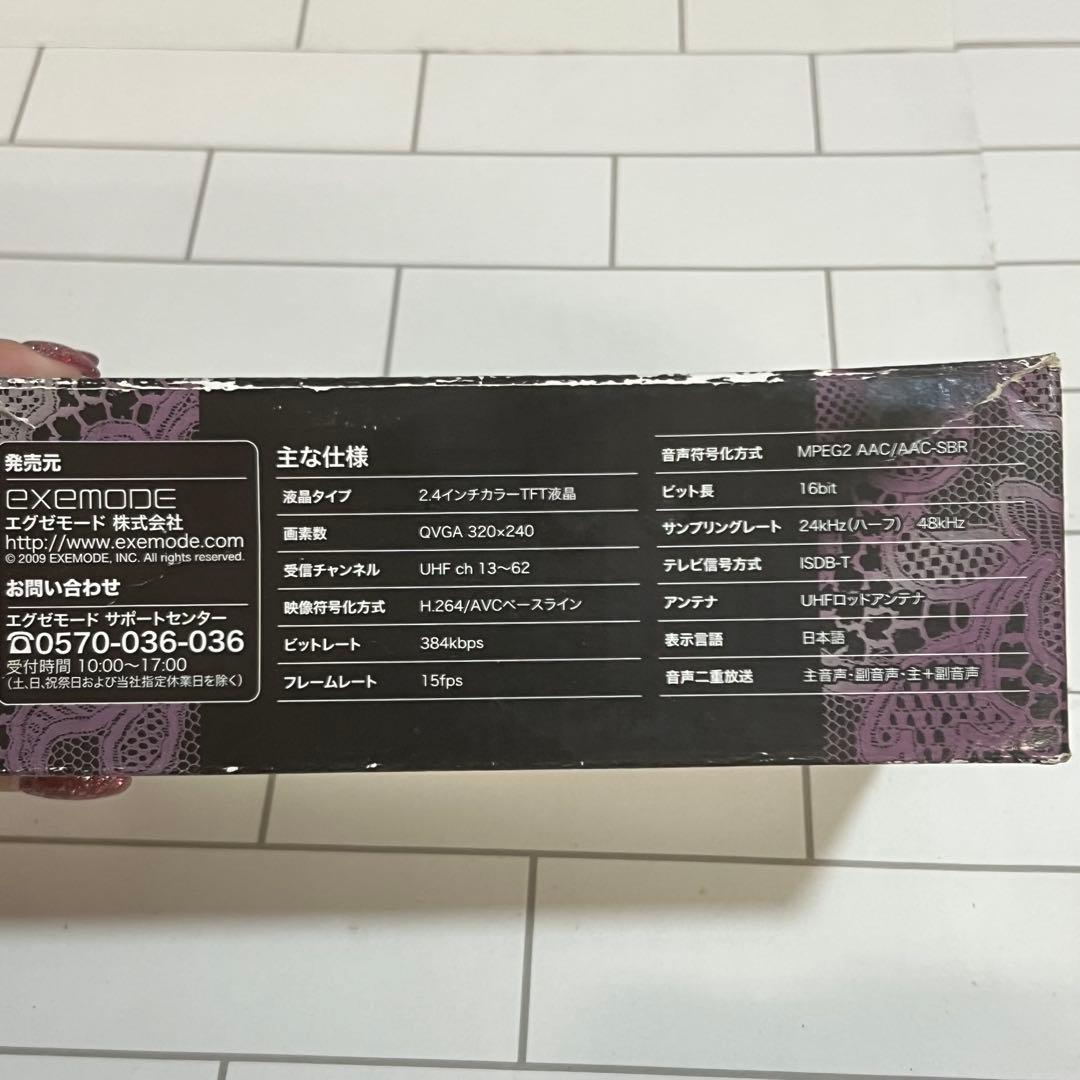 発売元
exemode
エグゼモード 株式会社
http://www.exemode.com
© 2009 EXEMODE, INC. All rights reserved.
お問い合わせ
エグゼモード サポートセンター
☎0570-036-036
受付時間 10:00〜17:00
(土、日、祝祭日および当社指定休業日を除く)
主な仕様
液晶タイプ 2.4インチカラーTFT液晶
画素数 QVGA 320×240
受信チャンネル UHF ch 13〜62
映像符号化方式 H.264/AVCベースライン
ビットレート 384kbps
フレームレート 15fps
音声符号化方式 MPEG2 AAC/AAC-SBR
ビット長 16bit
サンプリングレート 24kHz(ハーフ) 48kHz
テレビ信号方式 ISDB-T
アンテナ UHFロッドアンテナ
表示言語 日本語
音声二重放送 主音声・副音声・主+副音声